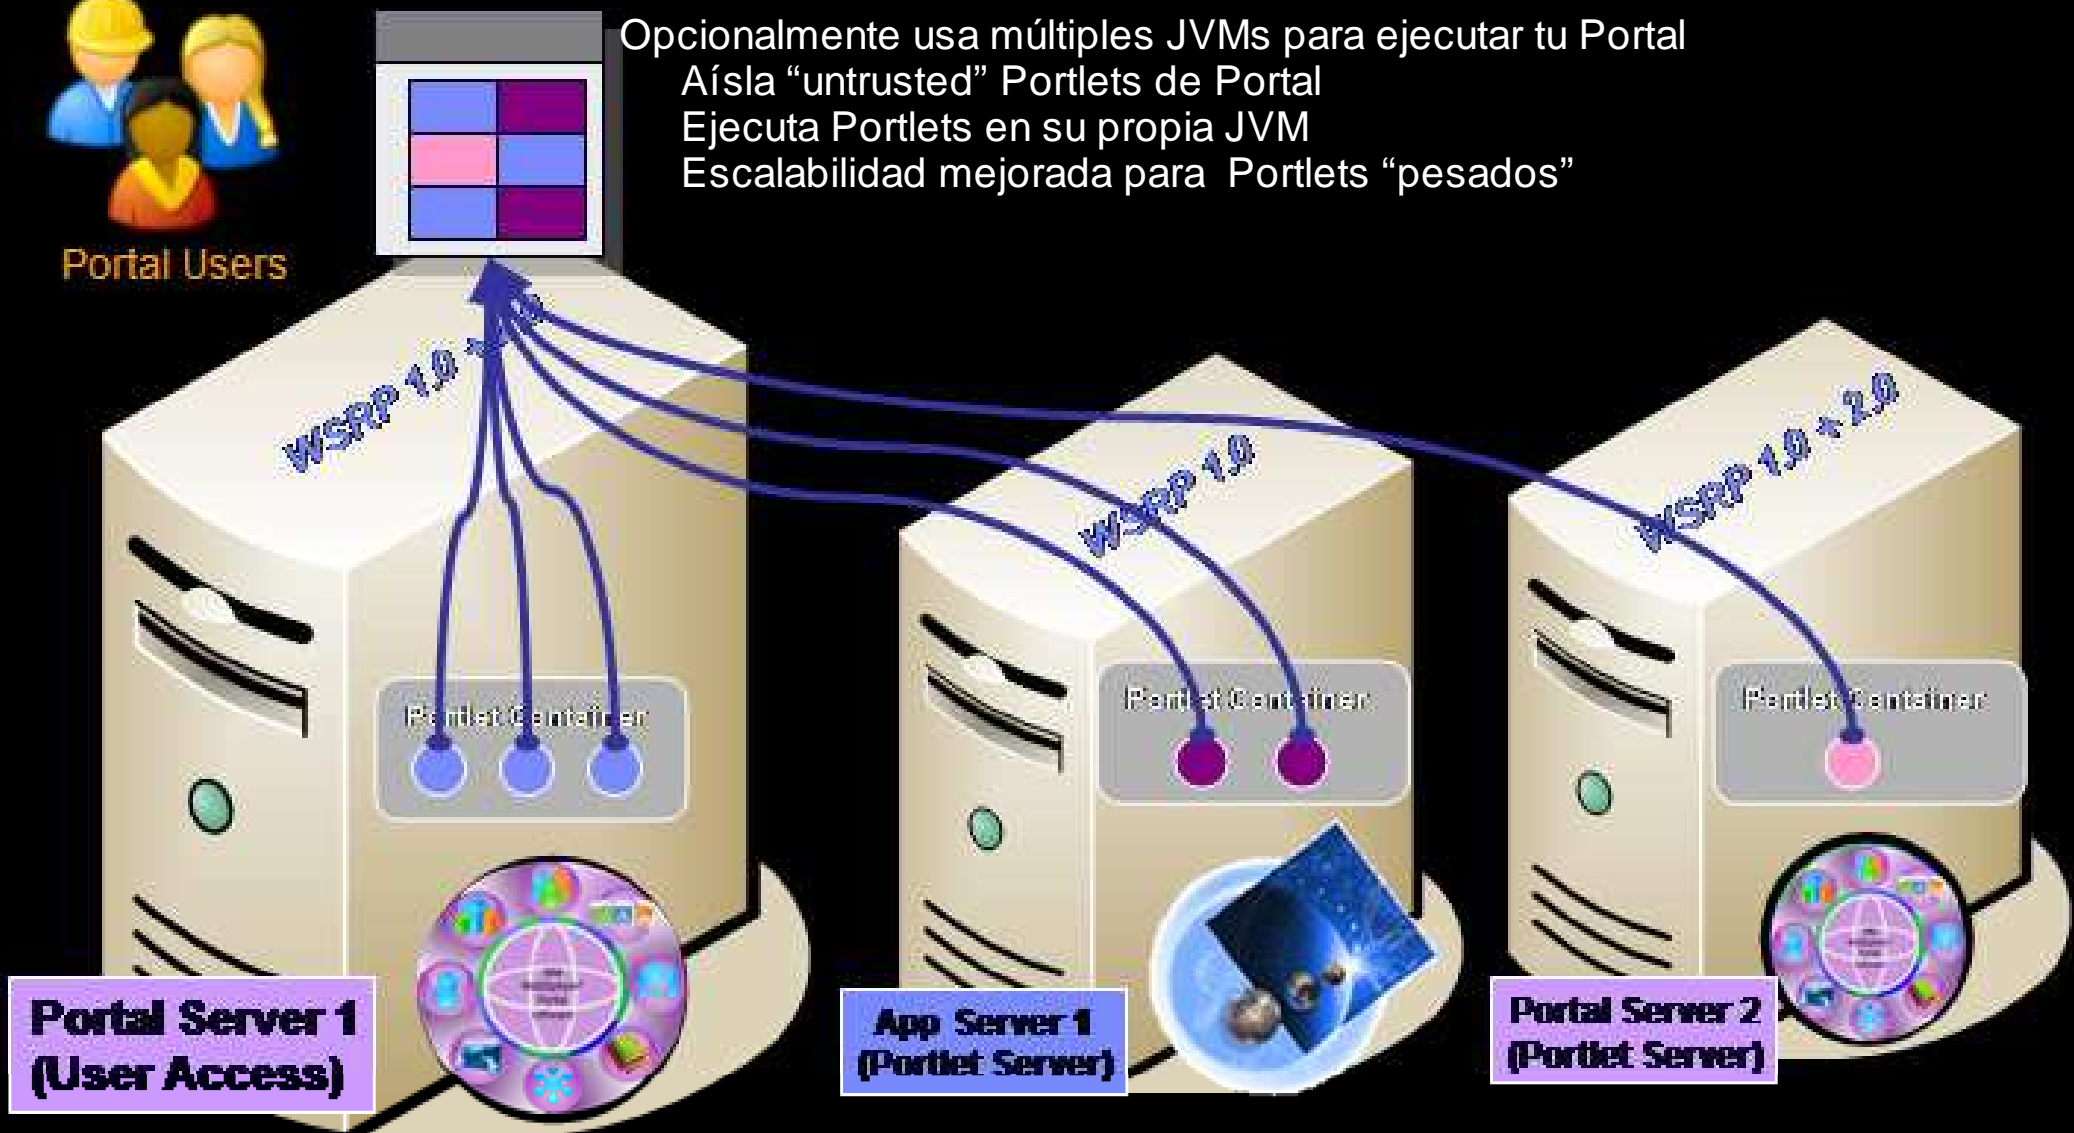 Opcionalmente usa múltiples JVMs para ejecutar tu Portal
Aísla “untrusted” Portlets de Portal
Ejecuta Portlets en su propia JVM
Escalabilidad mejorada para Portlets “pesados”
Portal Users
WSRP 1.0 +
WSRP 1.0
WSRP 1.0 + 2.0
Portlet Container
Portlet Container
Portlet Container
Portal Server 1
(User Access)
App Server 1
(Portlet Server)
Portal Server 2
(Portlet Server)